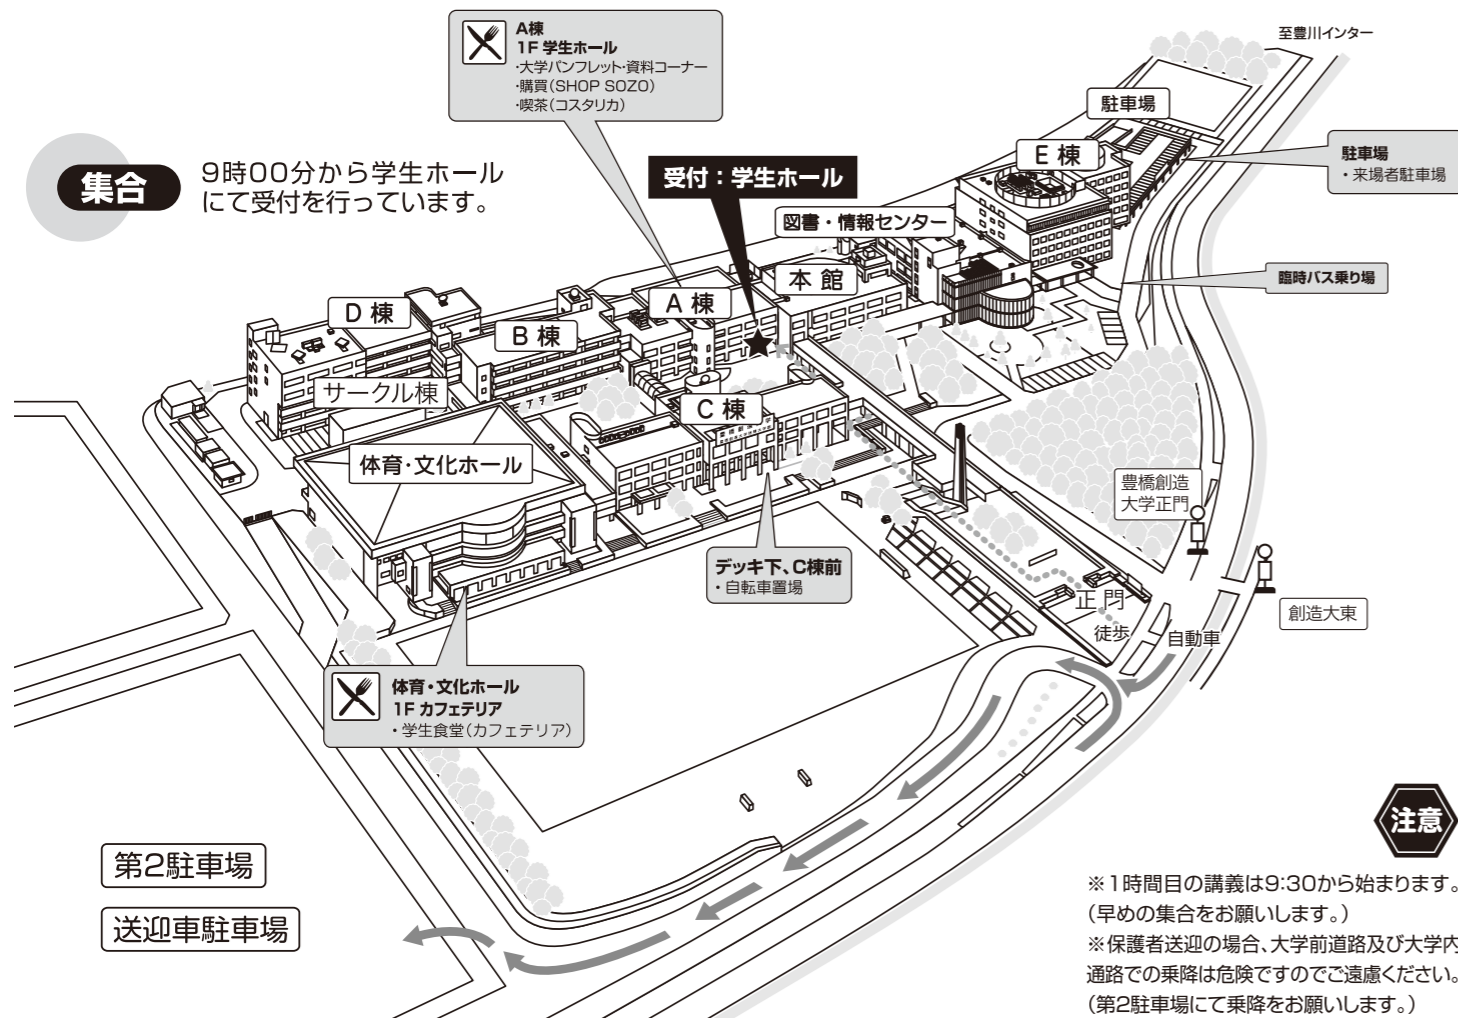 A棟
1F 学生ホール
・大学パンフレット・資料コーナー
・購買(SHOP SOZO)
・喫茶(コスタリカ)
至豊川インター
集合
9時00分から学生ホール
にて受付を行っています。
受付：学生ホール
駐車場
E 棟
駐車場
・来場者駐車場
図書・情報センター
臨時バス乗り場
本 館
A 棟
D 棟
B 棟
サークル棟
C 棟
体育・文化ホール
豊橋創造
大学正門
デッキ下、C棟前
・自転車置場
正 門
徒歩
自動車
創造大東
体育・文化ホール
1F カフェテリア
・学生食堂(カフェテリア)
第2駐車場
送迎車駐車場
注意
※1時間目の講義は9:30から始まります。
(早めの集合をお願いします。)
※保護者送迎の場合、大学前道路及び大学内
通路での乗降は危険ですのでご遠慮ください。
(第2駐車場にて乗降をお願いします。)